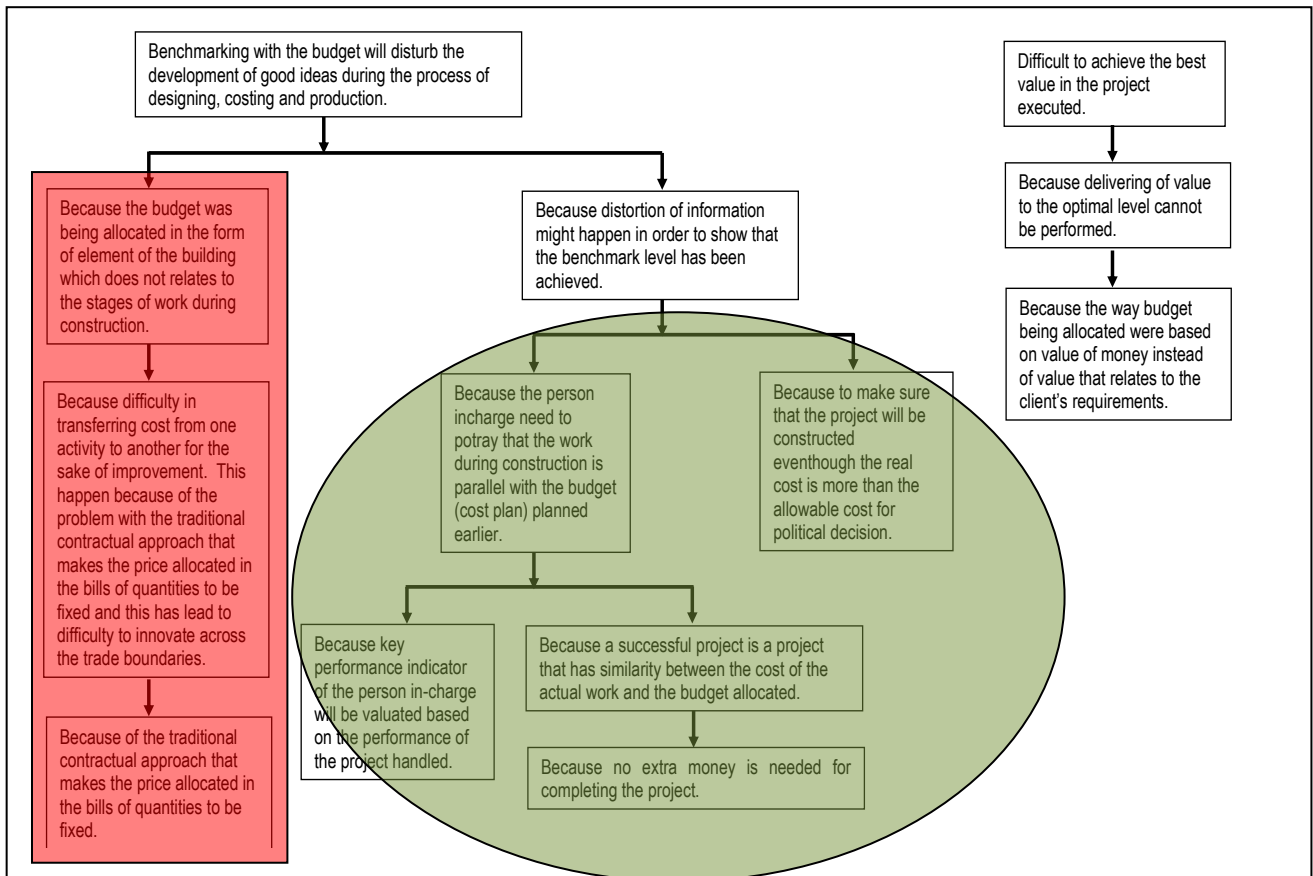 Benchmarking with the budget will disturb the
development of good ideas during the process of
designing, costing and production.
Difficult to achieve the best
value in the project
executed.
Because the budget was
being allocated in the form
of element of the building
which does not relates to
the stages of work during
construction.
Because distortion of information
might happen in order to show that
the benchmark level has been
achieved.
Because delivering of value
to the optimal level cannot
be performed.
Because the way budget
being allocated were based
on value of money instead
of value that relates to the
client's requirements.
Because difficulty in
transferring cost from one
activity to another for the
sake of improvement. This
happen because of the
problem with the traditional
contractual approach that
makes the price allocated in
the bills of quantities to be
fixed and this has lead to
difficulty to innovate across
the trade boundaries.
Because the person
incharge need to
potray that the work
during construction is
parallel with the budget
(cost plan) planned
earlier.
Because to make sure
that the project will be
constructed
eventhough the real
cost is more than the
allowable cost for
political decision.
Because key
performance indicator
of the person in-charge
will be valuated based
on the performance of
the project handled.
Because a successful project is a project
that has similarity between the cost of the
actual work and the budget allocated.
Because of the traditional
contractual approach that
makes the price allocated in
the bills of quantities to be
fixed.
Because no extra money is needed for
completing the project.